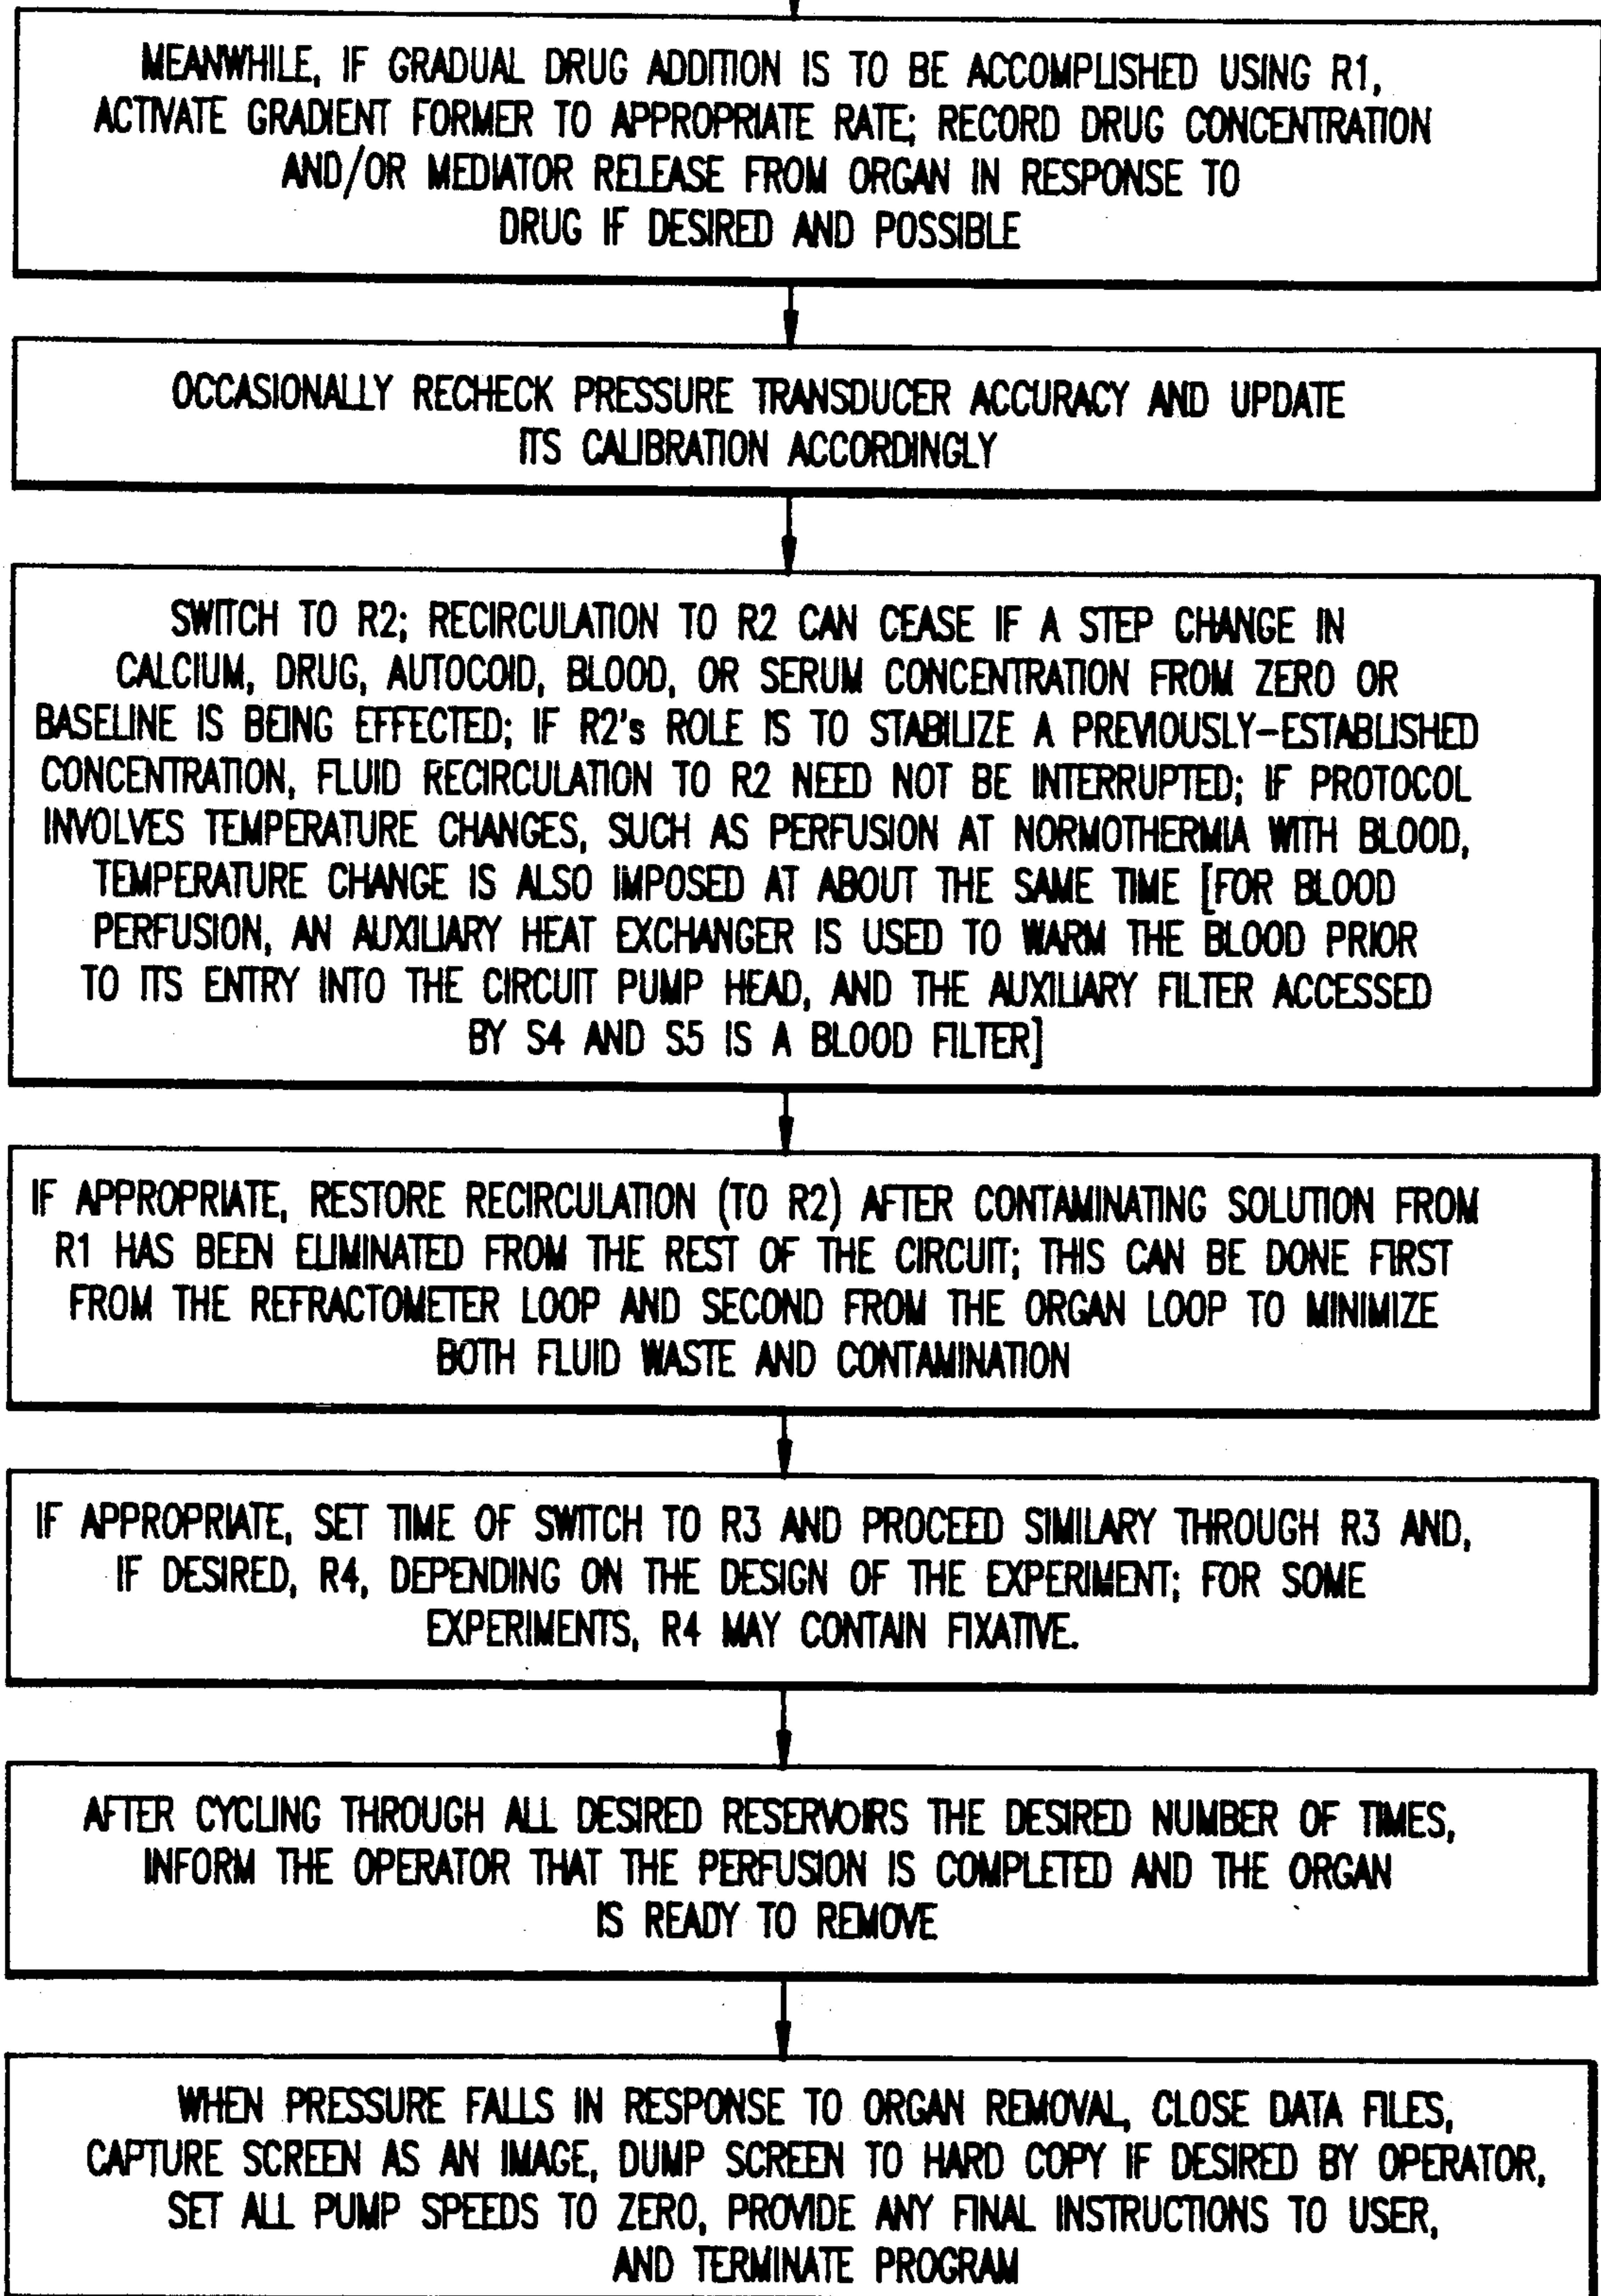 MEANWHILE, IF GRADUAL DRUG ADDITION IS TO BE ACCOMPLISHED USING R1,
ACTIVATE GRADIENT FORMER TO APPROPRIATE RATE; RECORD DRUG CONCENTRATION
AND/OR MEDIATOR RELEASE FROM ORGAN IN RESPONSE TO
DRUG IF DESIRED AND POSSIBLE
OCCASIONALLY RECHECK PRESSURE TRANSDUCER ACCURACY AND UPDATE
ITS CALIBRATION ACCORDINGLY
SWITCH TO R2; RECIRCULATION TO R2 CAN CEASE IF A STEP CHANGE IN
CALCIUM, DRUG, AUTOCOID, BLOOD, OR SERUM CONCENTRATION FROM ZERO OR
BASELINE IS BEING EFFECTED; IF R2's ROLE IS TO STABILIZE A PREVIOUSLY-ESTABLISHED
CONCENTRATION, FLUID RECIRCULATION TO R2 NEED NOT BE INTERRUPTED; IF PROTOCOL
INVOLVES TEMPERATURE CHANGES, SUCH AS PERFUSION AT NORMOTHERMIA WITH BLOOD,
TEMPERATURE CHANGE IS ALSO IMPOSED AT ABOUT THE SAME TIME [FOR BLOOD
PERFUSION, AN AUXILIARY HEAT EXCHANGER IS USED TO WARM THE BLOOD PRIOR
TO ITS ENTRY INTO THE CIRCUIT PUMP HEAD, AND THE AUXILIARY FILTER ACCESSED
BY S4 AND S5 IS A BLOOD FILTER]
IF APPROPRIATE, RESTORE RECIRCULATION (TO R2) AFTER CONTAMINATING SOLUTION FROM
R1 HAS BEEN ELIMINATED FROM THE REST OF THE CIRCUIT; THIS CAN BE DONE FIRST
FROM THE REFRACTOMETER LOOP AND SECOND FROM THE ORGAN LOOP TO MINIMIZE
BOTH FLUID WASTE AND CONTAMINATION
IF APPROPRIATE, SET TIME OF SWITCH TO R3 AND PROCEED SIMILARY THROUGH R3 AND,
IF DESIRED, R4, DEPENDING ON THE DESIGN OF THE EXPERIMENT; FOR SOME
EXPERIMENTS, R4 MAY CONTAIN FIXATIVE.
AFTER CYCLING THROUGH ALL DESIRED RESERVOIRS THE DESIRED NUMBER OF TIMES,
INFORM THE OPERATOR THAT THE PERFUSION IS COMPLETED AND THE ORGAN
IS READY TO REMOVE
WHEN PRESSURE FALLS IN RESPONSE TO ORGAN REMOVAL, CLOSE DATA FILES,
CAPTURE SCREEN AS AN IMAGE, DUMP SCREEN TO HARD COPY IF DESIRED BY OPERATOR,
SET ALL PUMP SPEEDS TO ZERO, PROVIDE ANY FINAL INSTRUCTIONS TO USER,
AND TERMINATE PROGRAM